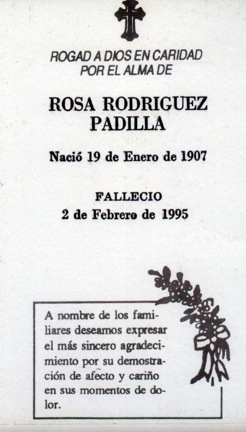 ROGAD A DIOS EN CARIDAD
POR EL ALMA DE
ROSA RODRIGUEZ
PADILLA
Nació 19 de Enero de 1907
FALLECIO
2 de Febrero de 1995
A nombre de los fami-
liares deseamos expresar
el más sincero agradeci-
miento por su demostra-
ción de afecto y cariño
en sus momentos de do-
lor.